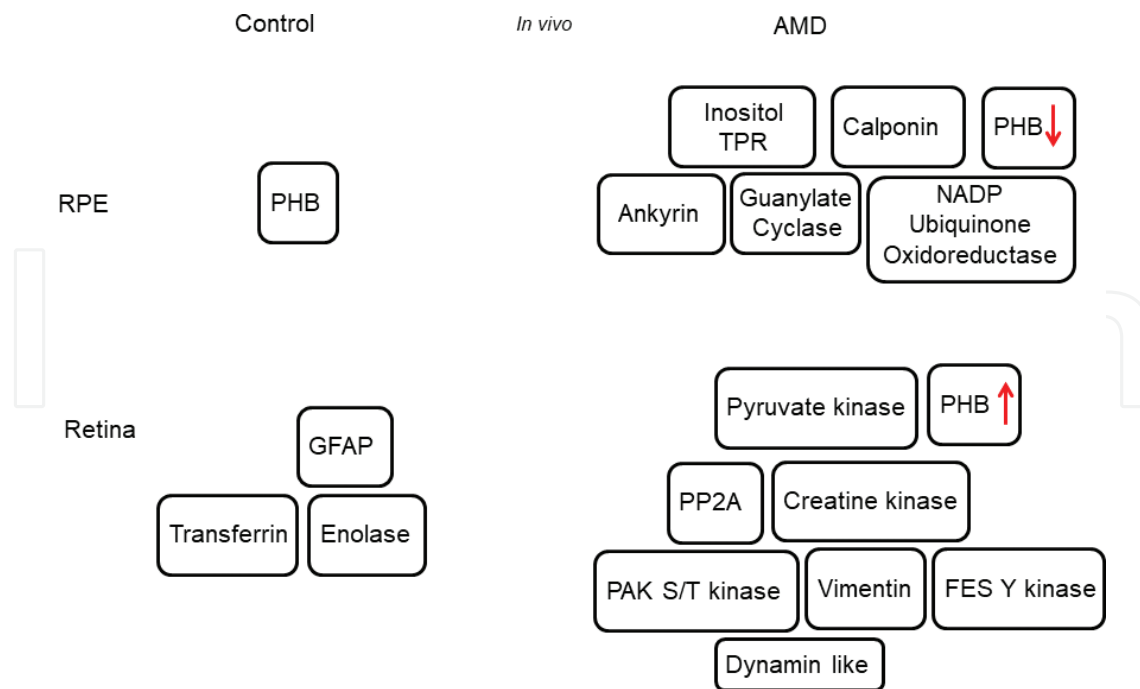 Control
In vivo
AMD
RPE
PHB
Inositol
TPR
Calponin
PHB
Ankyrin
Guanylate
Cyclase
NADP
Ubiquinone
Oxidoreductase
Retina
GFAP
Transferrin
Enolase
Pyruvate kinase
PHB
PP2A
Creatine kinase
PAK S/T kinase
Vimentin
FES Y kinase
Dynamin like